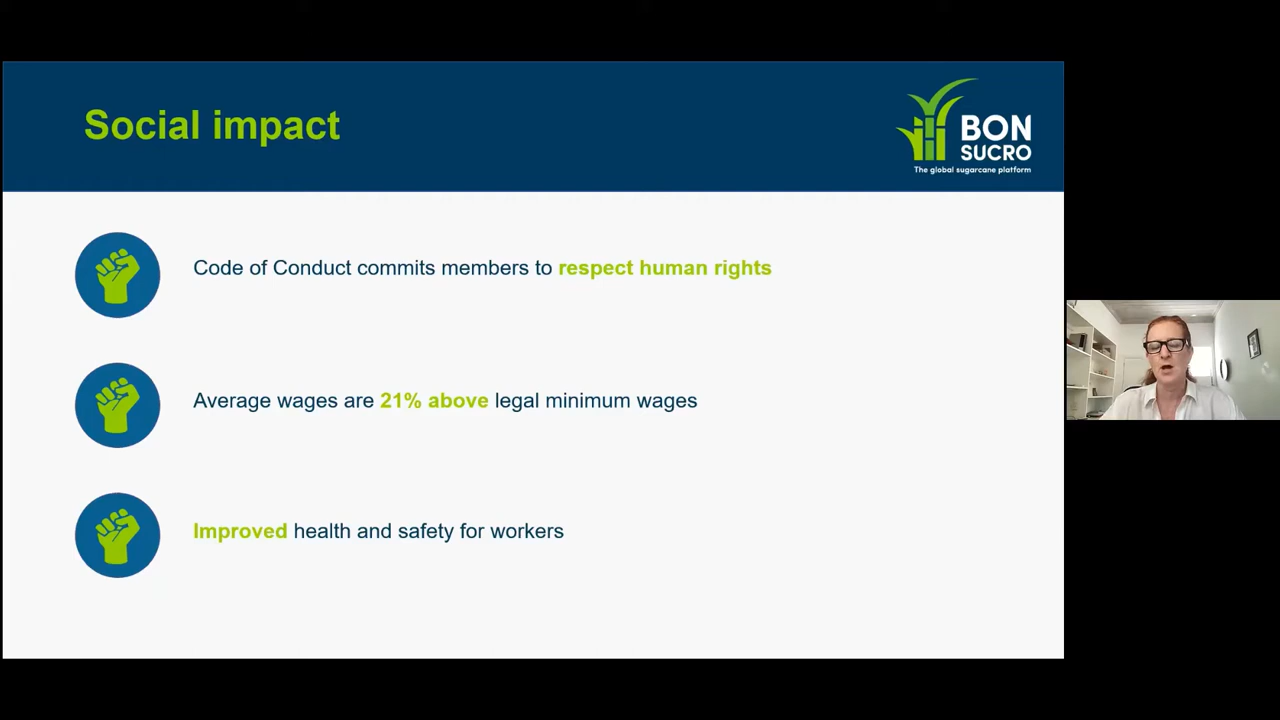 Social impact
BON
SUCRO
The global sugarcane platform
Code of Conduct commits members to respect human rights
Average wages are 21% above legal minimum wages
Improved health and safety for workers